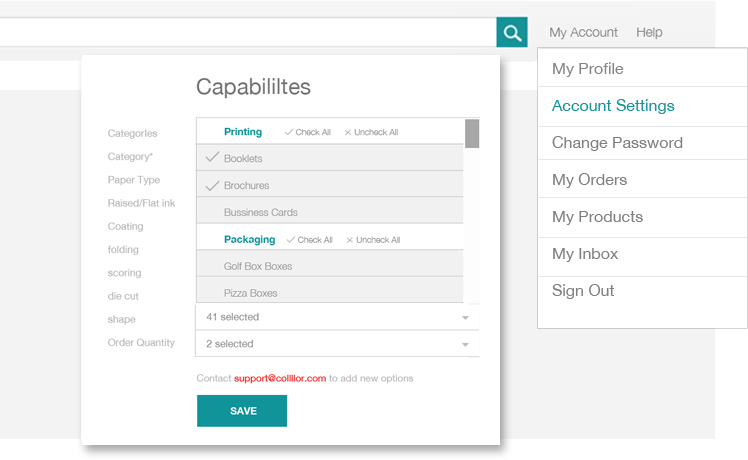 My Account Help
Capabililtes
My Profile
Account Settings
Change Password
My Orders
My Products
My Inbox
Sign Out
Categories
Category*
Paper Type
Raised/Flat ink
Coating
folding
scoring
die cut
shape
Order Quantity
Printing Check All Uncheck All
Booklets
Brochures
Bussiness Cards
Packaging Check All Uncheck All
Golf Box Boxes
Pizza Boxes
41 selected
2 selected
Contact support@collllor.com to add new options
SAVE